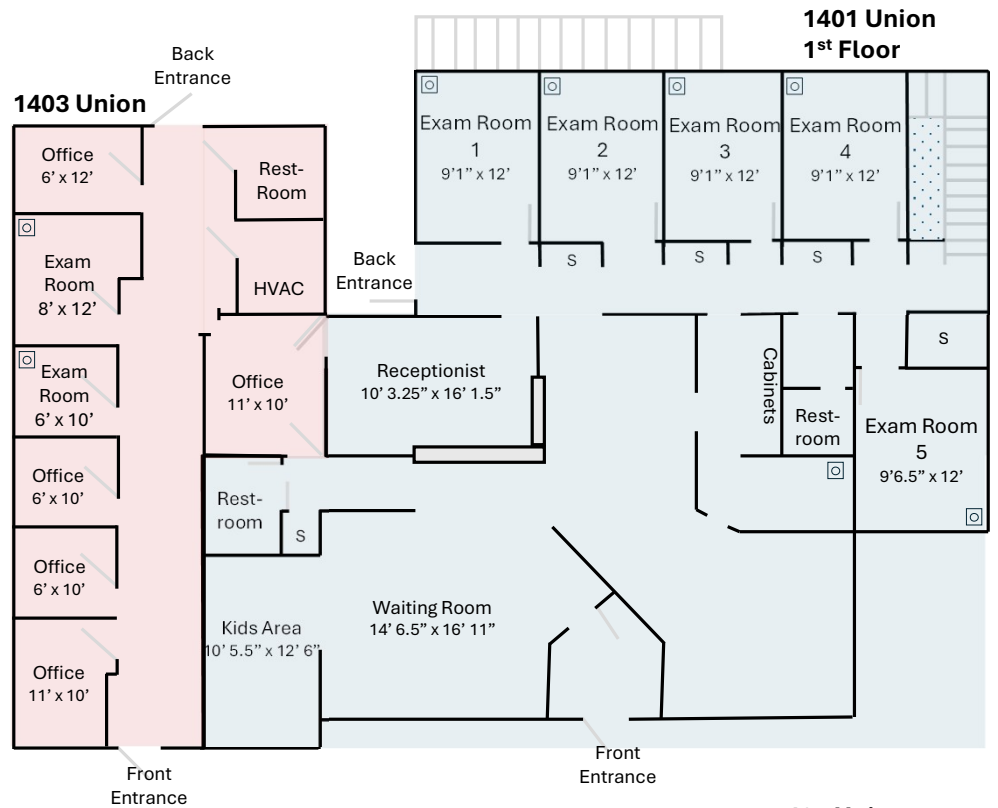 1401 Union
1st Floor
Back
Entrance
1403 Union
Office
6’ x 12’
Rest-
Room
Exam
Room
8’ x 12’
HVAC
Back
Entrance
Exam Room
1
9’1” x 12’
Exam Room
2
9’1” x 12’
Exam Room
3
9’1” x 12’
Exam Room
4
9’1” x 12’
S
S
S
S
Exam
Room
6’ x 10’
Office
11’ x 10’
Receptionist
10’ 3.25” x 16’ 1.5”
Cabinets
Rest-
room
Exam Room
5
9’6.5” x 12’
Office
6’ x 10’
Rest-
room
S
Office
6’ x 10’
Waiting Room
14’ 6.5” x 16’ 11”
Kids Area
10’ 5.5” x 12’ 6”
Office
11’ x 10’
Front
Entrance
Front
Entrance